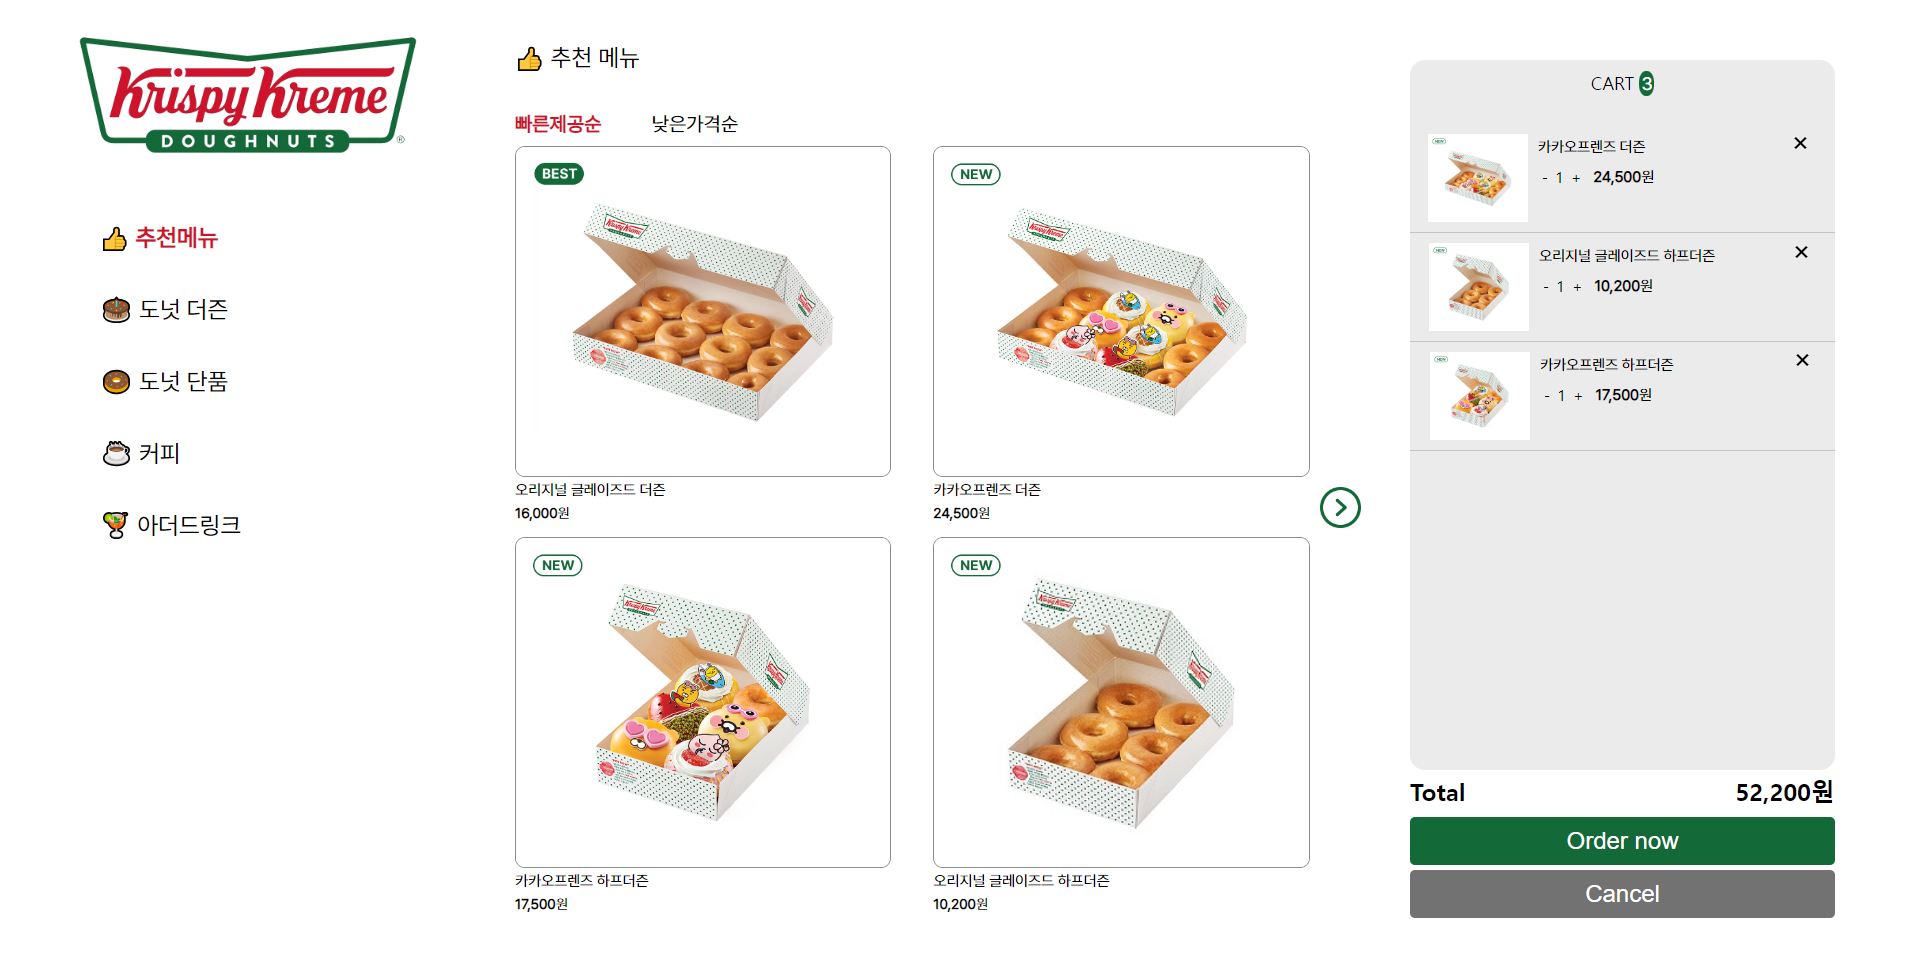 Krispy Kreme
DOUGHNUTS
®
👍 추천메뉴
도넛 더즌
도넛 단품
커피
아더드링크
👍 추천 메뉴
빠른제공순 낮은가격순
BEST
오리지널 글레이즈드 더즌
16,000원
NEW
카카오프렌즈 더즌
24,500원
NEW
카카오프렌즈 하프더즌
17,500원
NEW
오리지널 글레이즈드 하프더즌
10,200원
CART 3
카카오프렌즈 더즌 ✕
- 1 + 24,500원
오리지널 글레이즈드 하프더즌 ✕
- 1 + 10,200원
카카오프렌즈 하프더즌 ✕
- 1 + 17,500원
Total 52,200원
Order now
Cancel